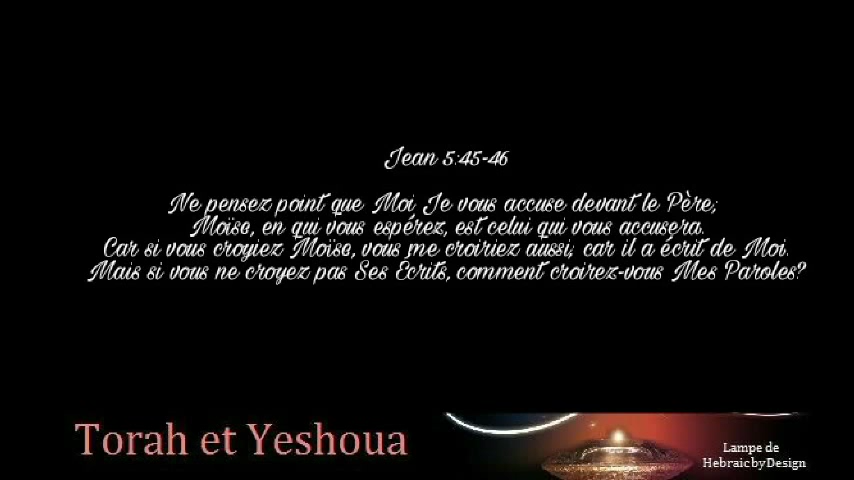 Jean 5:45-46
Ne pensez point que Moi Je vous accuse devant le Père;
Moïse, en qui vous espérez, est celui qui vous accusera.
Car si vous croyiez Moïse, vous me croiriez aussi; car il a écrit de Moi.
Mais si vous ne croyez pas Ses Ecrits, comment croirez-vous Mes Paroles?
Torah et Yeshoua
Lampe de
HebraicbyDesign